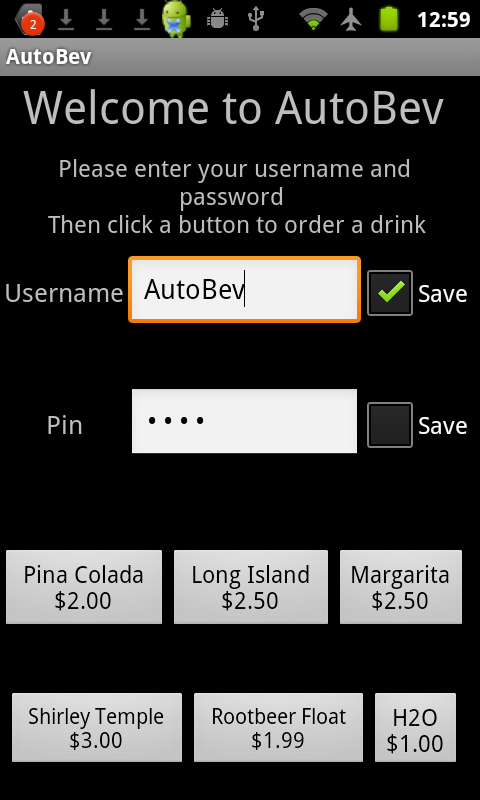 2
12:59
AutoBev
Welcome to AutoBev
Please enter your username and
password
Then click a button to order a drink
Username
AutoBev
Save
Pin
••••
Save
Pina Colada
$2.00
Long Island
$2.50
Margarita
$2.50
Shirley Temple
$3.00
Rootbeer Float
$1.99
H2O
$1.00